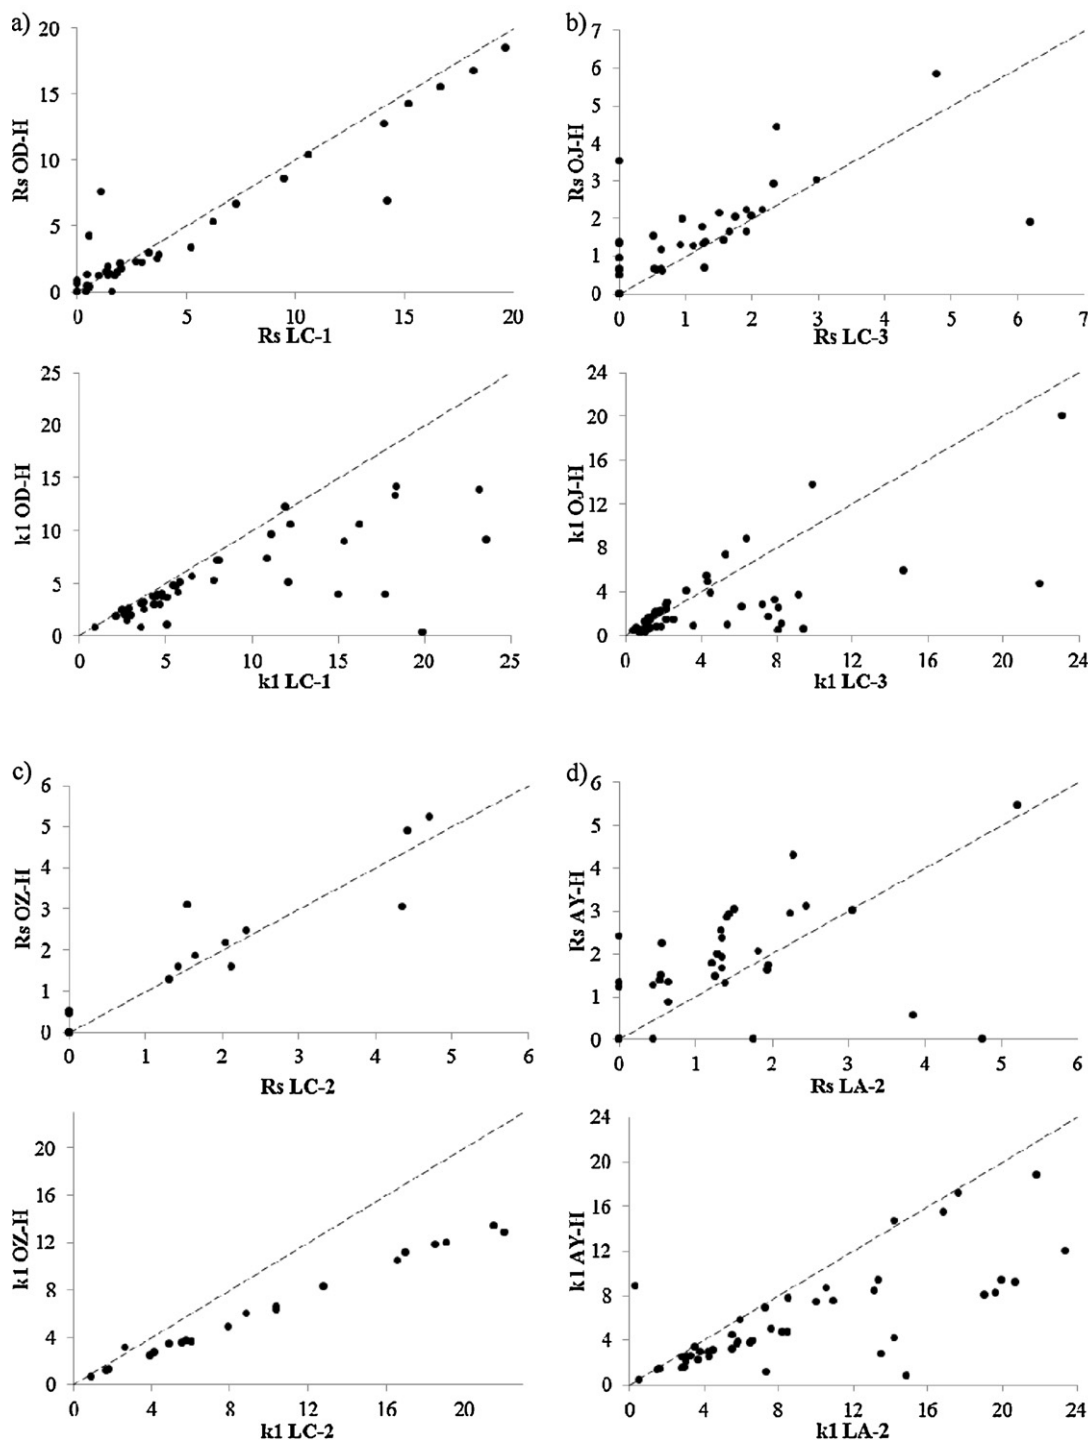 a)
20
15
10
5
0
Rs OD-H
0 5 10 15 20
Rs LC-1
b)
7
6
5
4
3
2
1
0
Rs OJ-H
0 1 2 3 4 5 6 7
Rs LC-3
25
20
15
10
5
0
k1 OD-H
0 5 10 15 20 25
k1 LC-1
24
20
16
12
8
4
0
k1 OJ-H
0 4 8 12 16 20 24
k1 LC-3
c)
6
5
4
3
2
1
0
Rs OZ-H
0 1 2 3 4 5 6
Rs LC-2
d)
6
5
4
3
2
1
0
Rs AY-H
0 1 2 3 4 5 6
Rs LA-2
20
16
12
8
4
0
k1 OZ-H
0 4 8 12 16 20
k1 LC-2
24
20
16
12
8
4
0
k1 AY-H
0 4 8 12 16 20 24
k1 LA-2